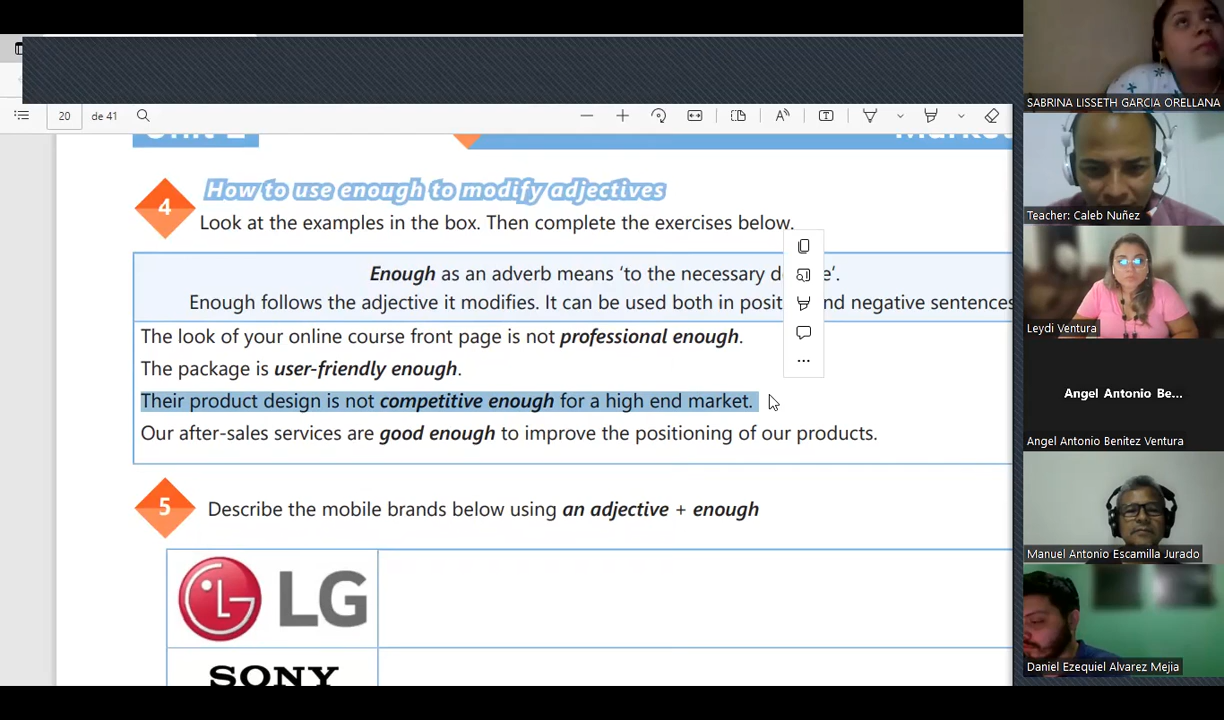 20
de 41
Unit 2
4
How to use enough to modify adjectives
Look at the examples in the box. Then complete the exercises below.
Enough as an adverb means 'to the necessary d e'.
Enough follows the adjective it modifies. It can be used both in posit nd negative sentences
The look of your online course front page is not professional enough.
The package is user-friendly enough.
Their product design is not competitive enough for a high end market.
Our after-sales services are good enough to improve the positioning of our products.
5
Describe the mobile brands below using an adjective + enough
LG
SONY
SABRINA LISSETH GARCIA ORELLANA
Teacher: Caleb Nuñez
Leydi Ventura
Angel Antonio Be...
Angel Antonio Benitez Ventura
Manuel Antonio Escamilla Jurado
Daniel Ezequiel Alvarez Mejia